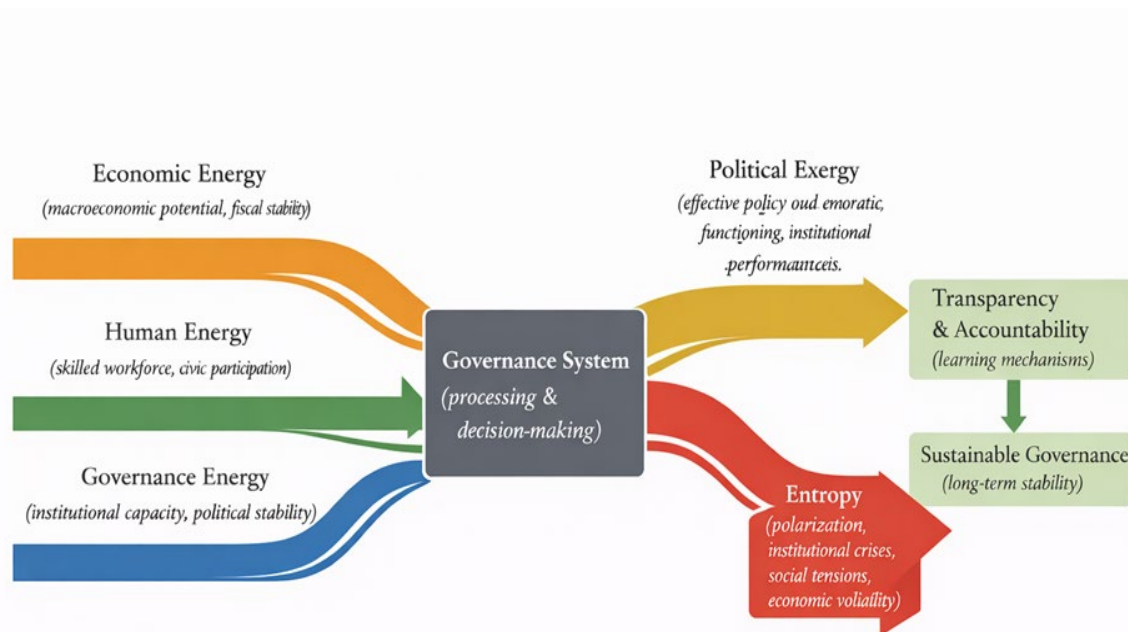 Economic Energy
(macroeconomic potential, fiscal stability)
Human Energy
(skilled workforce, civic participation)
Governance Energy
(institutional capacity, political stability)
Governance System
(processing &
decision-making)
Political Exergy
(effective policy oud emoratic,
functioning, institutional
.performaıııtceis.
Entropy
(polarization,
institutional crises,
social tensions,
economic voliaility)
Transparency
& Accountability
(learning mechanisms)
Sustainable Governance
(long-term stability)